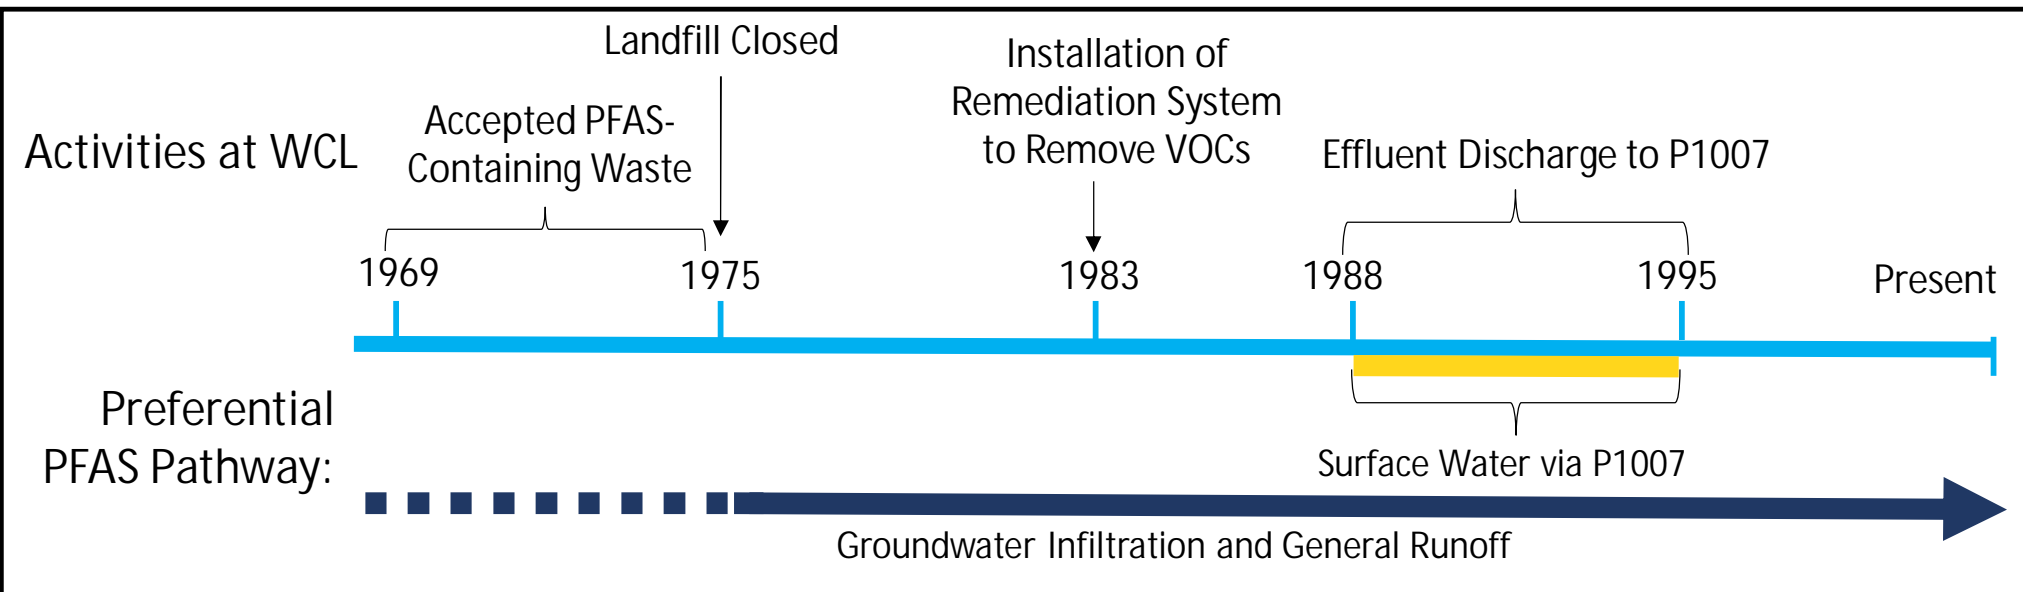 Landfill Closed
Installation of
Remediation System
to Remove VOCs
Accepted PFAS-
Containing Waste
Activities at WCL
Effluent Discharge to P1007
1969
1975
1983
1988
1995
Present
Preferential
PFAS Pathway:
Surface Water via P1007
Groundwater Infiltration and General Runoff